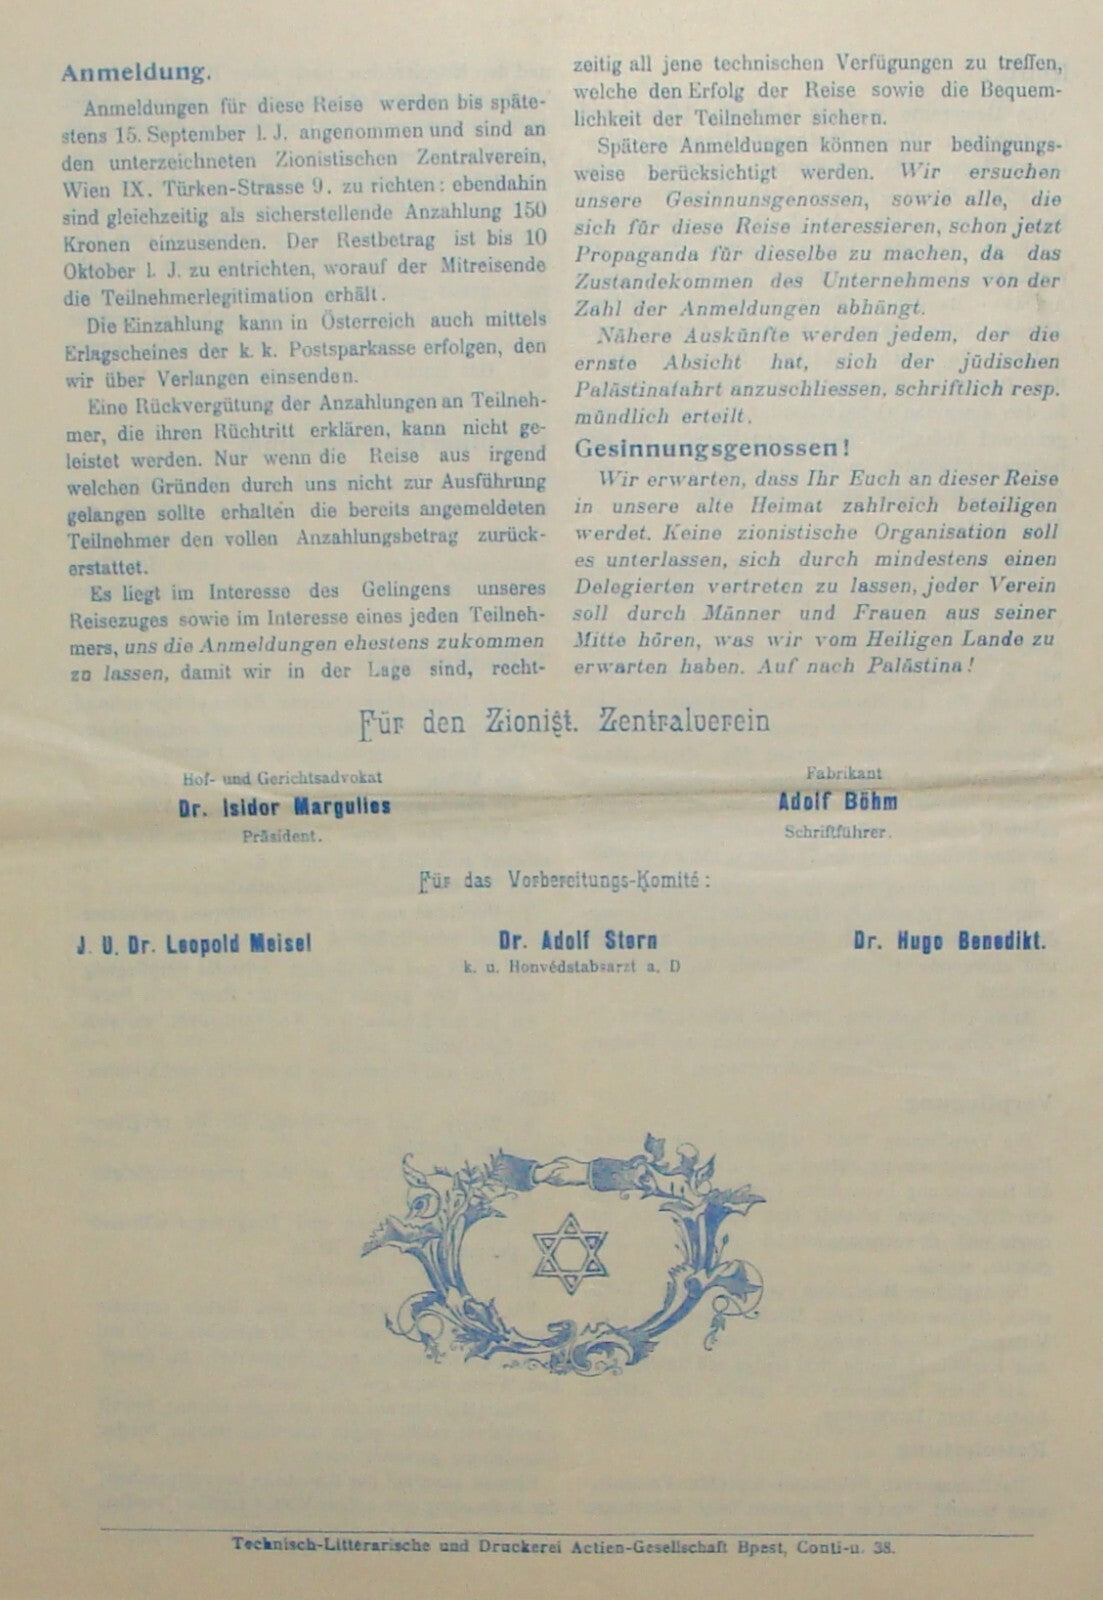 Anmeldung.
Anmeldungen für diese Reise werden bis späte-
stens 15. September l. J. angenommen und sind an
den unterzeichneten Zionistischen Zentralverein,
Wien IX. Türken-Strasse 9. zu richten: ebendahin
sind gleichzeitig als sicherstellende Anzahlung 150
Kronen einzusenden. Der Restbetrag ist bis 10
Oktober l. J. zu entrichten, worauf der Mitreisende
die Teilnehmerlegitimation erhält.
Die Einzahlung kann in Österreich auch mittels
Erlagscheines der k. k. Postsparkasse erfolgen, den
wir über Verlangen einsenden.
Eine Rückvergütung der Anzahlungen an Teilneh-
mer, die ihren Rüchtritt erklären, kann nicht ge-
leistet werden. Nur wenn die Reise aus irgend
welchen Gründen durch uns nicht zur Ausführung
gelangen sollte erhalten die bereits angemeldeten
Teilnehmer den vollen Anzahlungsbetrag zurück-
erstattet.
Es liegt im Interesse des Gelingens unseres
Reisezuges sowie im Interesse eines jeden Teilneh-
mers, uns die Anmeldungen ehestens zukommen
zu lassen, damit wir in der Lage sind, recht-
zeitig all jene technischen Verfügungen zu treffen,
welche den Erfolg der Reise sowie die Bequem-
lichkeit der Teilnehmer sichern.
Spätere Anmeldungen können nur bedingungs-
weise berücksichtigt werden. Wir ersuchen
unsere Gesinnunsgenossen, sowie alle, die
sich für diese Reise interessieren, schon jetzt
Propaganda für dieselbe zu machen, da das
Zustandekommen des Unternehmens von der
Zahl der Anmeldungen abhängt.
Nähere Auskünfte werden jedem, der die
ernste Absicht hat, sich der jüdischen
Palästinafahrt anzuschliessen, schriftlich resp.
mündlich erteilt.
Gesinnungsgenossen!
Wir erwarten, dass Ihr Euch an dieser Reise
in unsere alte Heimat zahlreich beteiligen
werdet. Keine zionistische Organisation soll
es unterlassen, sich durch mindestens einen
Delegierten vertreten zu lassen, jeder Verein
soll durch Männer und Frauen aus seiner
Mitte hören, was wir vom Heiligen Lande zu
erwarten haben. Auf nach Palästina!
Für den Zionist. Zentralverein
Hof- und Gerichtsadvokat
Dr. Isidor Margulies
Präsident.
Fabrikant
Adolf Böhm
Schriftführer.
Für das Vorbereitungs-Komité:
J. U. Dr. Leopold Meisel
Dr. Adolf Stern
k. u. Honvédstabsarzt a. D
Dr. Hugo Benedikt.
Technisch-Litterarische und Druckerei Actien-Gesellschaft Bpest, Conti-u. 38.